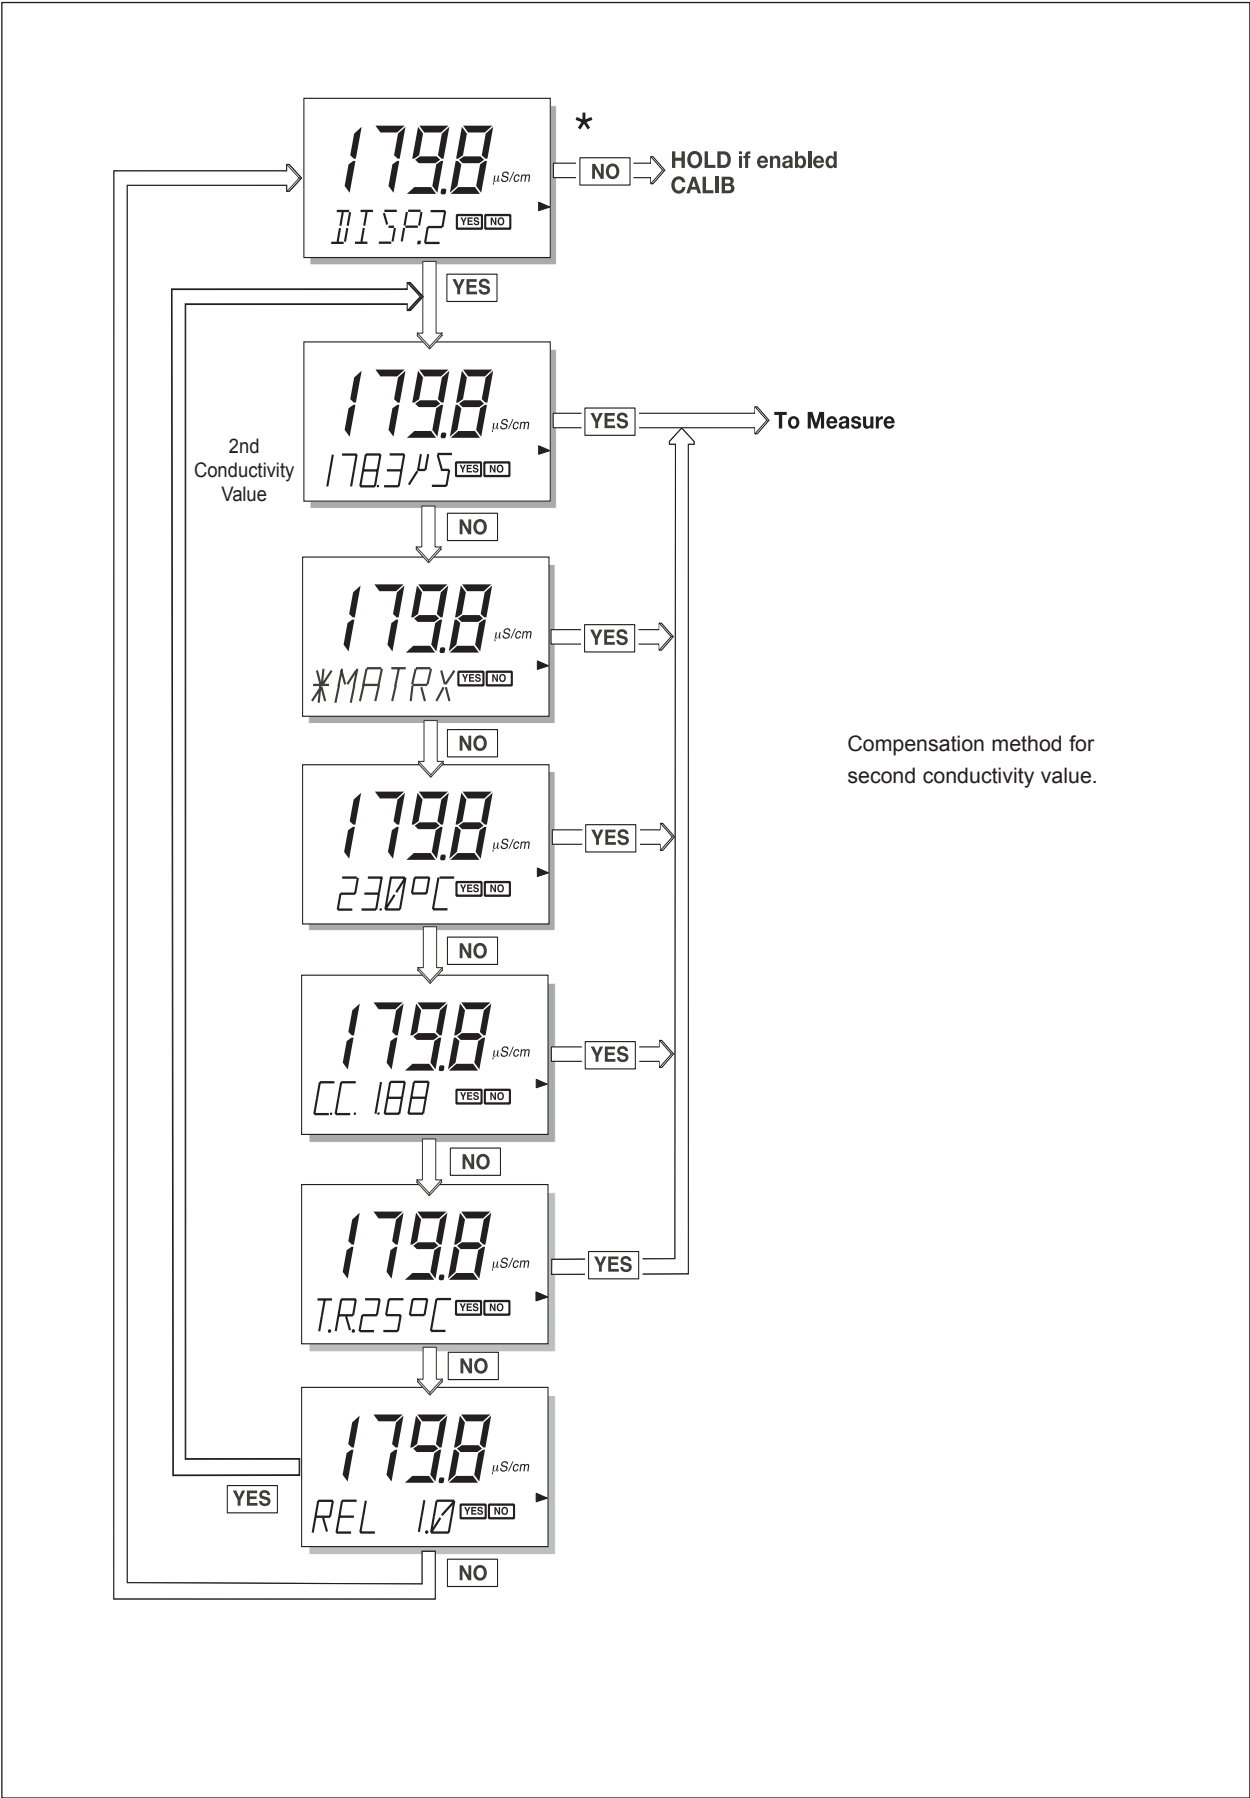 *
179.8 µS/cm
DISP.2 YES NO
NO
HOLD if enabled
CALIB
YES
179.8 µS/cm
178.3µS YES NO
2nd
Conductivity
Value
YES
To Measure
NO
179.8 µS/cm
*MATRX YES NO
YES
NO
Compensation method for
second conductivity value.
179.8 µS/cm
23.0°C YES NO
YES
NO
179.8 µS/cm
C.C. 1.88 YES NO
YES
NO
179.8 µS/cm
T.R.25°C YES NO
YES
NO
179.8 µS/cm
REL 1.0 YES NO
YES
NO